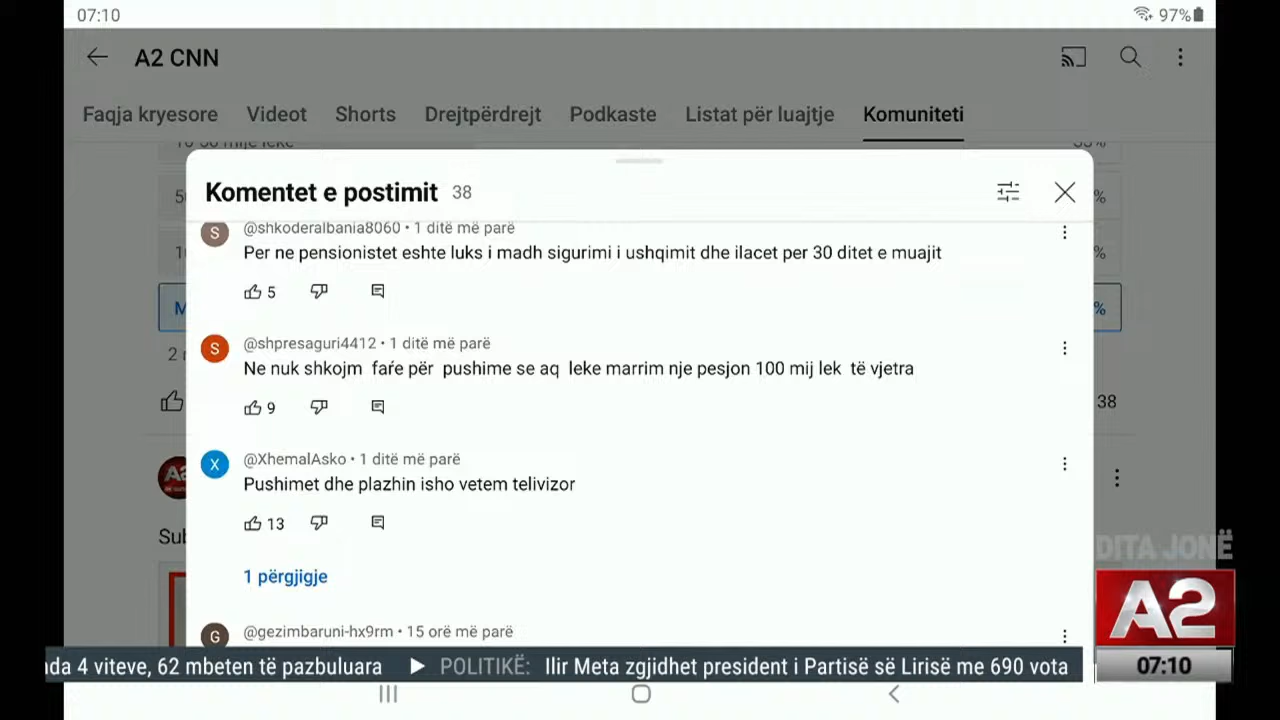 07:10
97%
A2 CNN
Faqja kryesore Videot Shorts Drejtpërdrejt Podkaste Listat për luajtje Komuniteti
Komentet e postimit 38
@shkoderalbania8060 • 1 ditë më parë
Per ne pensionistet eshte luks i madh sigurimi i ushqimit dhe ilacet per 30 ditet e muajit
5
@shpresaguri4412 • 1 ditë më parë
Ne nuk shkojm faŕe për pushime se aq leke marrim nje pesjon 100 mij lek të vjetra
9
38
@XhemalAsko • 1 ditë më parë
Pushimet dhe plazhin isho vetem telivizor
13
1 përgjigje
@gezimbaruni-hx9rm • 15 orë më parë
DITA JONË
A2
07:10
4 viteve, 62 mbeten të pazbuluara ▶ POLITIKË: Ilir Meta zgjidhet president i Partisë së Lirisë me 690 vota